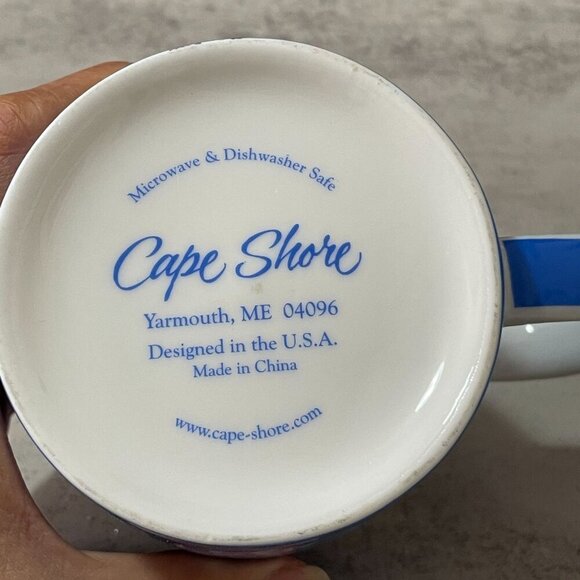 Microwave & Dishwasher Safe
Cape Shore
Yarmouth, ME 04096
Designed in the U.S.A.
Made in China
www.cape-shore.com